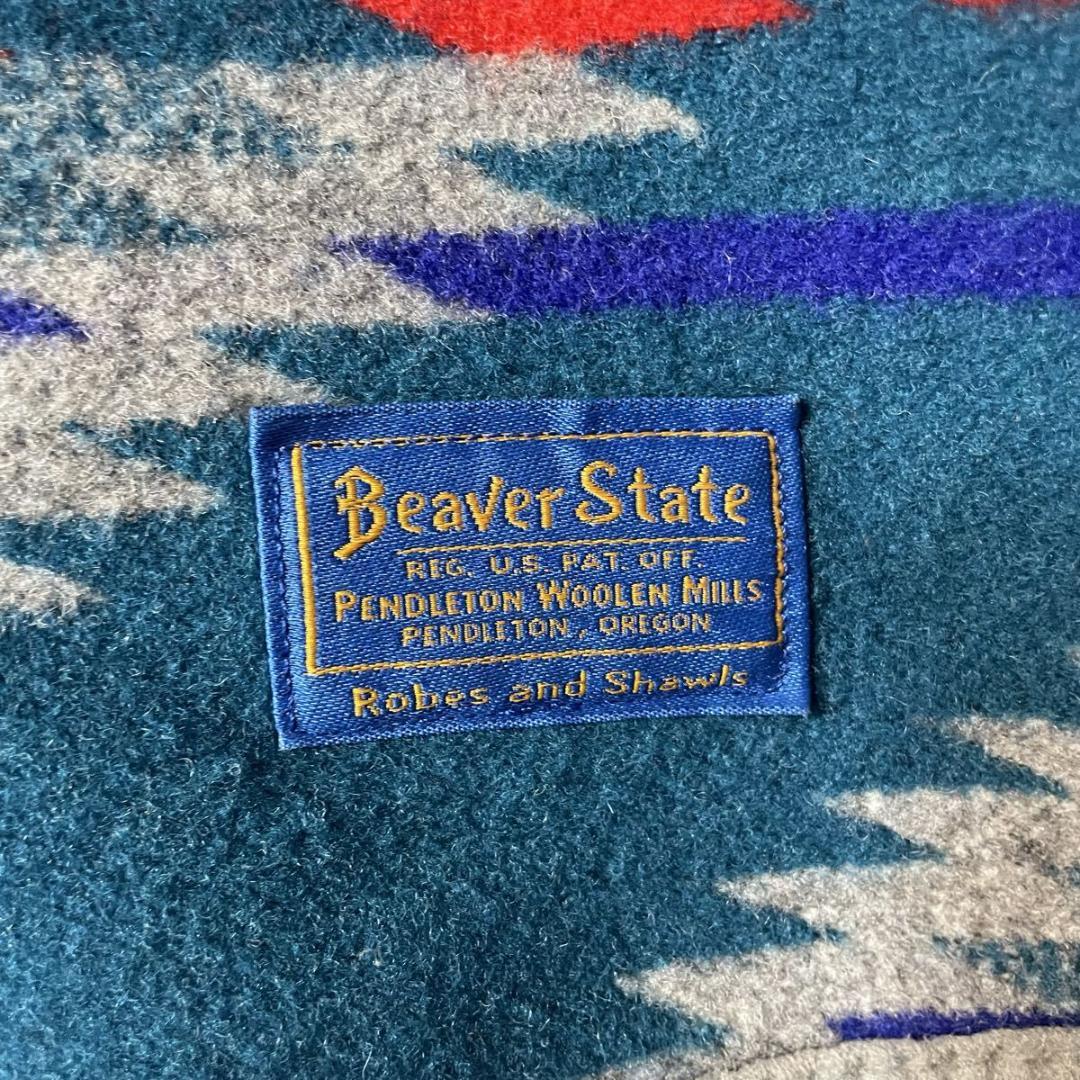 Beaver State
REG. U.S. PAT. OFF.
PENDLETON WOOLEN MILLS
PENDLETON, OREGON
Robes and Shawls